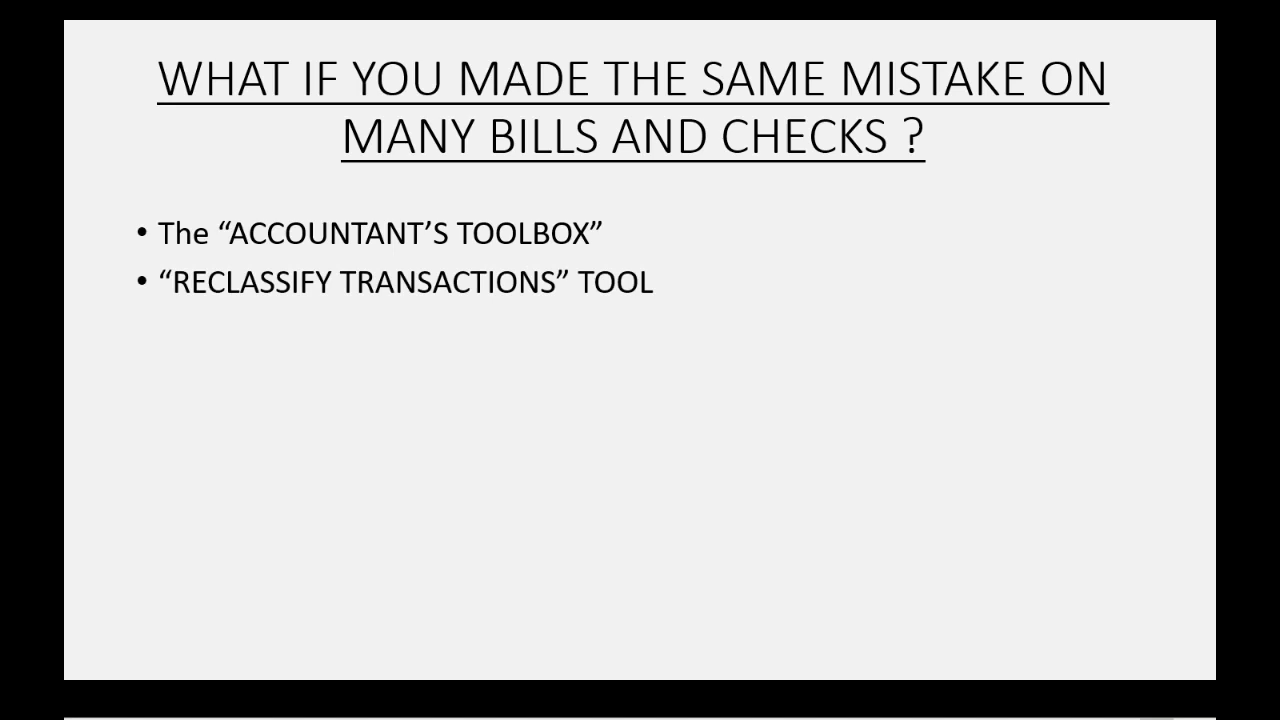 WHAT IF YOU MADE THE SAME MISTAKE ON
MANY BILLS AND CHECKS ?
• The “ACCOUNTANT’S TOOLBOX”
• “RECLASSIFY TRANSACTIONS” TOOL